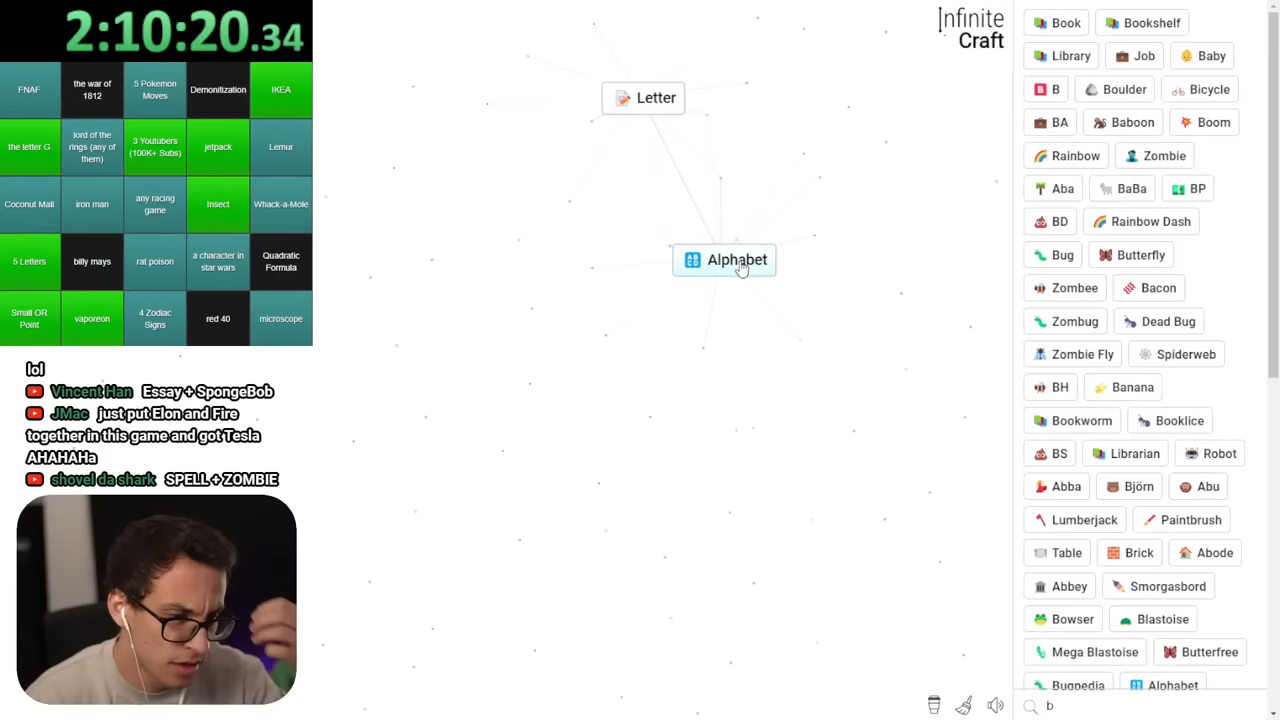 2:10:20.34
FNAF
the war of
1812
5 Pokemon
Moves
Demonitization
IKEA
the letter G
lord of the
rings (any of
them)
3 Youtubers
(100K+ Subs)
jetpack
Lemur
Coconut Mall
iron man
any racing
game
Insect
Whack-a-Mole
5 Letters
billy mays
rat poison
a character in
star wars
Quadratic
Formula
Small OR
Point
vaporeon
4 Zodiac
Signs
red 40
microscope
lol
Vincent Han Essay + SpongeBob
JMac just put Elon and Fire
together in this game and got Tesla
AHAHAHa
shovel da shark SPELL + ZOMBIE
Letter
ABCD Alphabet
Infinite
Craft
Book Bookshelf
Library Job Baby
B B Boulder Bicycle
BA Baboon Boom
Rainbow Zombie
Aba BaBa BP
BD Rainbow Dash
Bug Butterfly
Zombee Bacon
Zombug Dead Bug
Zombie Fly Spiderweb
BH Banana
Bookworm Booklice
BS Librarian Robot
Abba Björn Abu
Lumberjack Paintbrush
Table Brick Abode
Abbey Smorgasbord
Bowser Blastoise
Mega Blastoise Butterfree
Bugpedia Alphabet
b